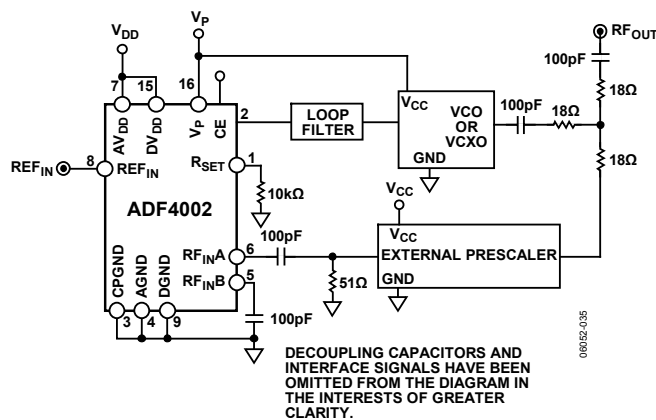 VDD
VP
RFOUT
100pF
18Ω
7
15
16
AVDD
DVDD
VP
CE
2
LOOP
FILTER
VCC
VCO
OR
VCXO
GND
100pF
18Ω
18Ω
REFIN
8
REFIN
RSET
1
10kΩ
ADF4002
VCC
100pF
VCC
EXTERNAL PRESCALER
GND
RFINA
6
51Ω
RFINB
5
100pF
CPGND
AGND
DGND
3
4
9
DECOUPLING CAPACITORS AND
INTERFACE SIGNALS HAVE BEEN
OMITTED FROM THE DIAGRAM IN
THE INTERESTS OF GREATER
CLARITY.
06052-035